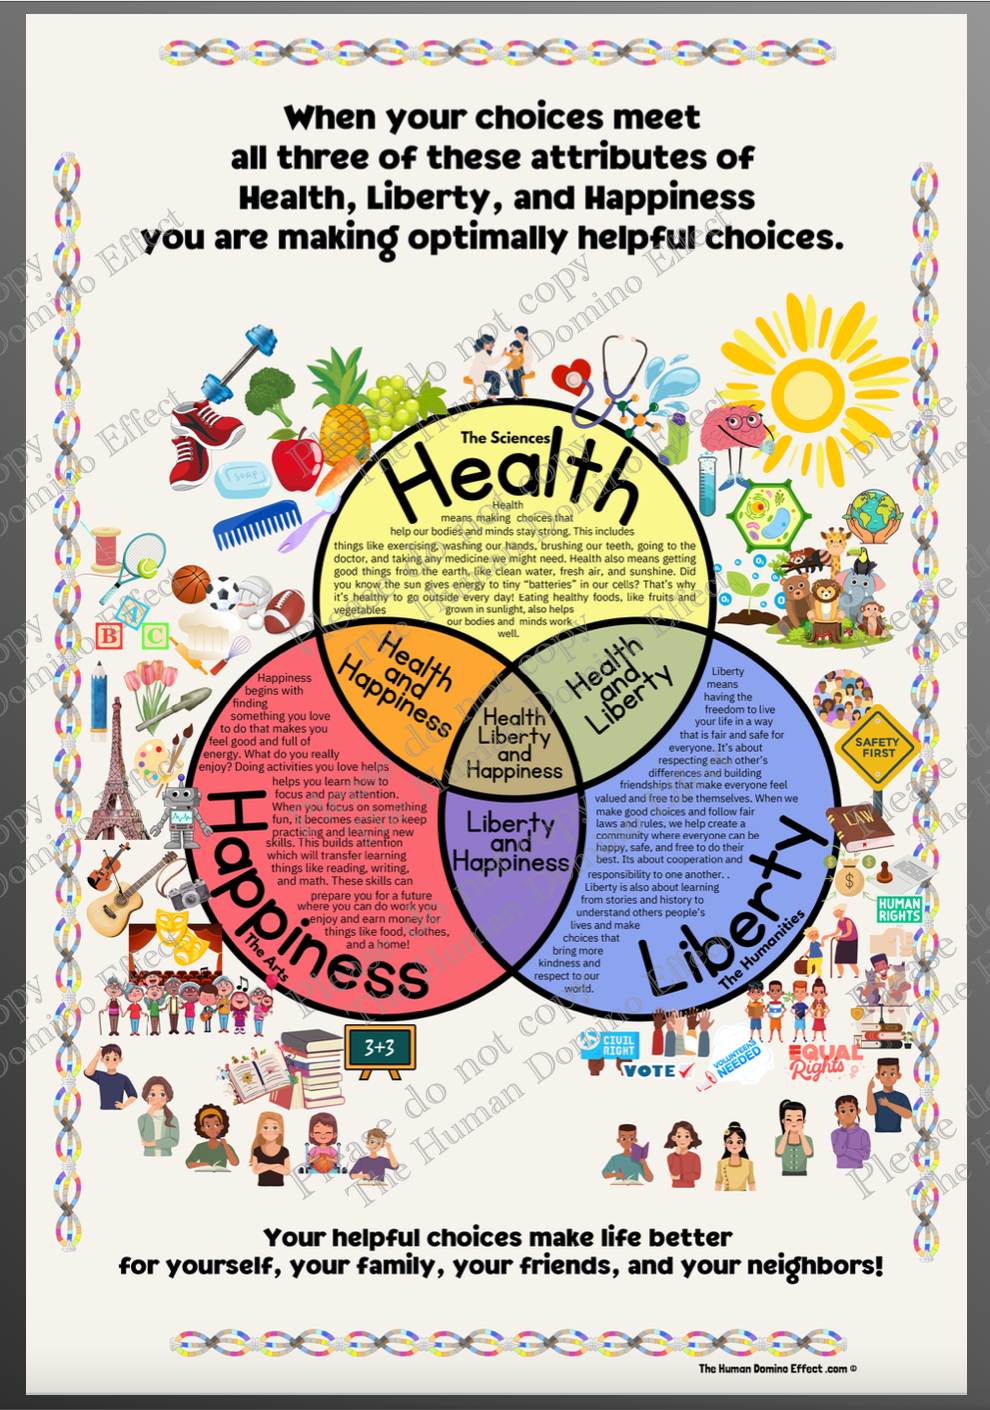 When your choices meet
all three of these attributes of
Health, Liberty, and Happiness
you are making optimally helpful choices.
The Sciences
Health
Health
means making choices that
help our bodies and minds stay strong. This includes
things like exercising, washing our hands, brushing our teeth, going to the
doctor, and taking any medicine we might need. Health also means getting
good things from the earth, like clean water, fresh air, and sunshine. Did
you know the sun gives energy to tiny “batteries” in our cells? That’s why
it’s healthy to go outside every day! Eating healthy foods, like fruits and
vegetables grown in sunlight, also helps
our bodies and minds work
well.
SOAP
A
B C
Health
and
Happiness
Health
and
Liberty
Health
Liberty
and
Happiness
Liberty
and
Happiness
Happiness
begins with
finding
something you love
to do that makes you
feel good and full of
energy. What do you really
enjoy? Doing activities you love helps
helps you learn how to
focus and pay attention.
When you focus on something
fun, it becomes easier to keep
practicing and learning new
skills. This builds attention
which will transfer learning
things like reading, writing,
and math. These skills can
prepare you for a future
where you can do work you
enjoy and earn money for
things like food, clothes,
and a home!
Happiness
The Arts
Liberty
means
having the
freedom to live
your life in a way
that is fair and safe for
everyone. It’s about
respecting each other’s
differences and building
friendships that make everyone feel
valued and free to be themselves. When we
make good choices and follow fair
laws and rules, we help create a
community where everyone can be
happy, safe, and free to do their
best. Its about cooperation and
responsibility to one another. .
Liberty is also about learning
from stories and history to
understand others people’s
lives and make
choices that
bring more
kindness and
respect to our
world.
Liberty
The Humanities
SAFETY
FIRST
LAW
HUMAN
RIGHTS
3+3
CIVIL
RIGHT
VOTE
VOLUNTEERS
NEEDED
EQUAL
Rights
Your helpful choices make life better
for yourself, your family, your friends, and your neighbors!
The Human Domino Effect .com ©
Please do not copy
The Human Domino Effect